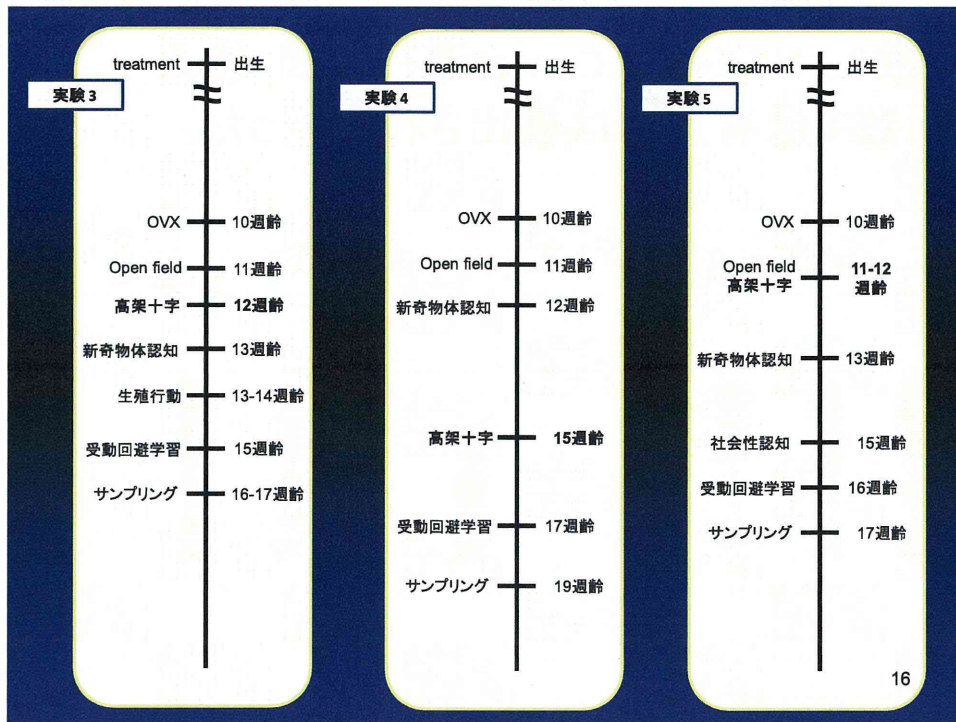 実験3
treatment 出生
OVX 10週齢
Open field 11週齢
高架十字 12週齢
新奇物体認知 13週齢
生殖行動 13-14週齢
受動回避学習 15週齢
サンプリング 16-17週齢
実験4
treatment 出生
OVX 10週齢
Open field 11週齢
新奇物体認知 12週齢
高架十字 15週齢
受動回避学習 17週齢
サンプリング 19週齢
実験5
treatment 出生
OVX 10週齢
Open field 11-12
高架十字 週齢
新奇物体認知 13週齢
社会性認知 15週齢
受動回避学習 16週齢
サンプリング 17週齢
16